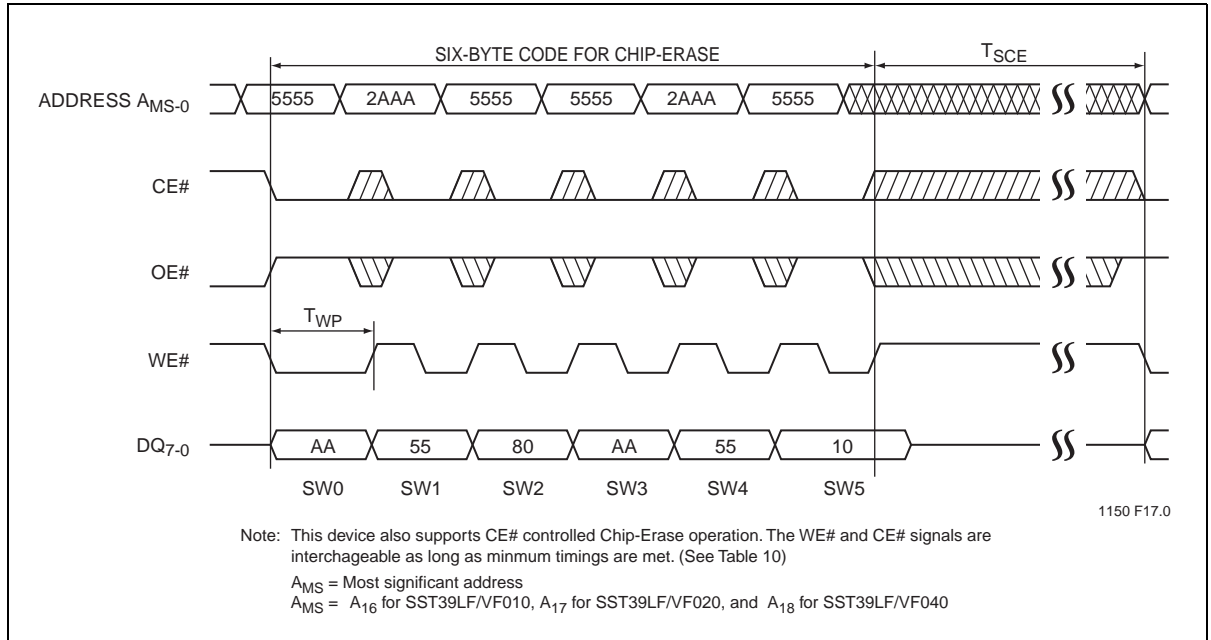 SIX-BYTE CODE FOR CHIP-ERASE TSCE
ADDRESS AMS-0 5555 2AAA 5555 5555 2AAA 5555
CE#
OE#
TWP
WE#
DQ7-0 AA 55 80 AA 55 10
SW0 SW1 SW2 SW3 SW4 SW5
1150 F17.0
Note: This device also supports CE# controlled Chip-Erase operation. The WE# and CE# signals are
interchageable as long as minmum timings are met. (See Table 10)
AMS = Most significant address
AMS = A16 for SST39LF/VF010, A17 for SST39LF/VF020, and A18 for SST39LF/VF040